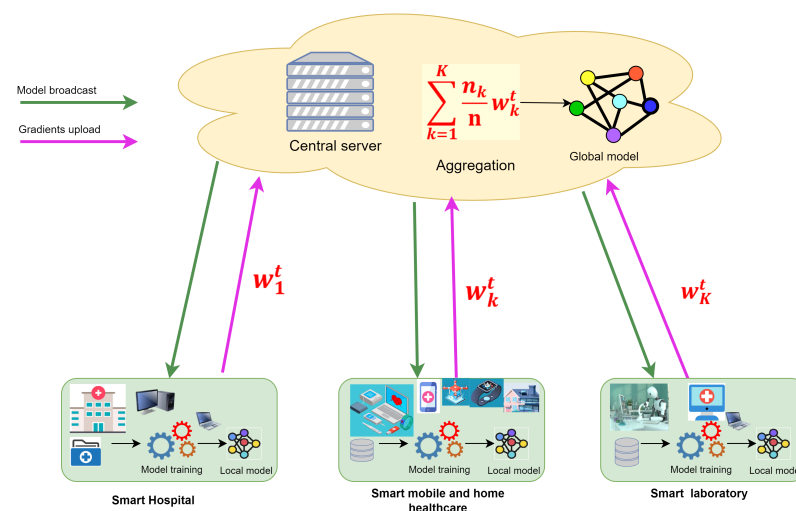 Model broadcast
Gradients upload
Central server
K
∑ n_k/n w_k^t
k=1
Aggregation
Global model
w_1^t
w_k^t
w_K^t
Model training
Local model
Smart Hospital
Model training
Local model
Smart mobile and home
healthcare
Model training
Local mode
Smart laboratory